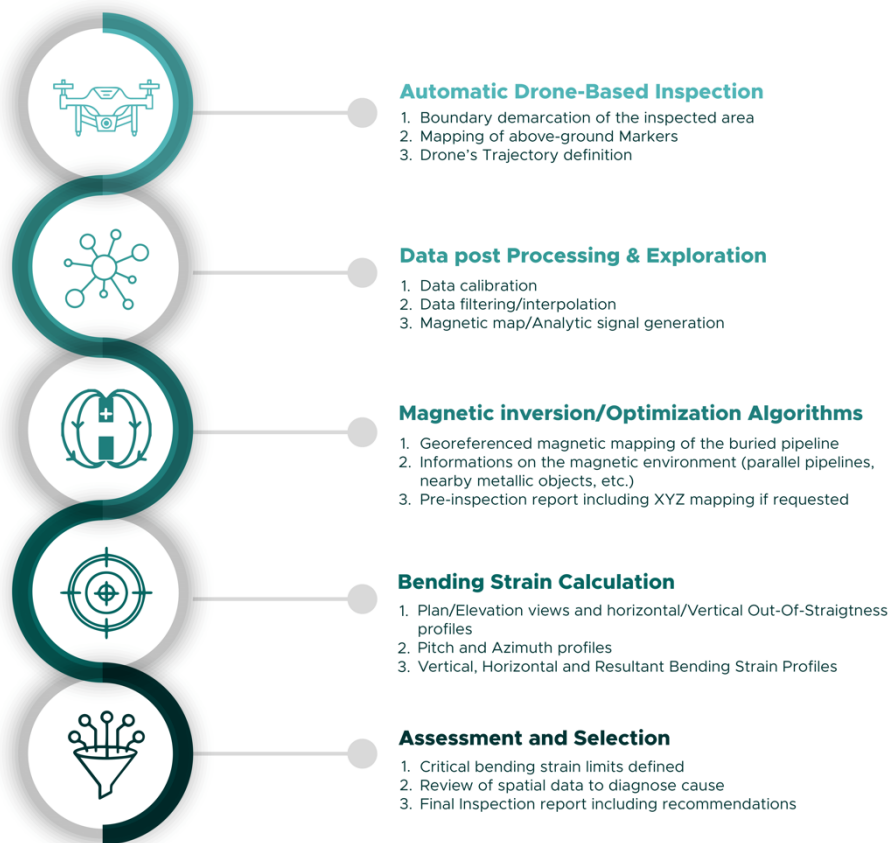 Automatic Drone-Based Inspection
1. Boundary demarcation of the inspected area
2. Mapping of above-ground Markers
3. Drone's Trajectory definition
Data post Processing & Exploration
1. Data calibration
2. Data filtering/interpolation
3. Magnetic map/Analytic signal generation
Magnetic inversion/Optimization Algorithms
1. Georeferenced magnetic mapping of the buried pipeline
2. Informations on the magnetic environment (parallel pipelines,
nearby metallic objects, etc.)
3. Pre-inspection report including XYZ mapping if requested
Bending Strain Calculation
1. Plan/Elevation views and horizontal/Vertical Out-Of-Straigtness
profiles
2. Pitch and Azimuth profiles
3. Vertical, Horizontal and Resultant Bending Strain Profiles
Assessment and Selection
1. Critical bending strain limits defined
2. Review of spatial data to diagnose cause
3. Final Inspection report including recommendations